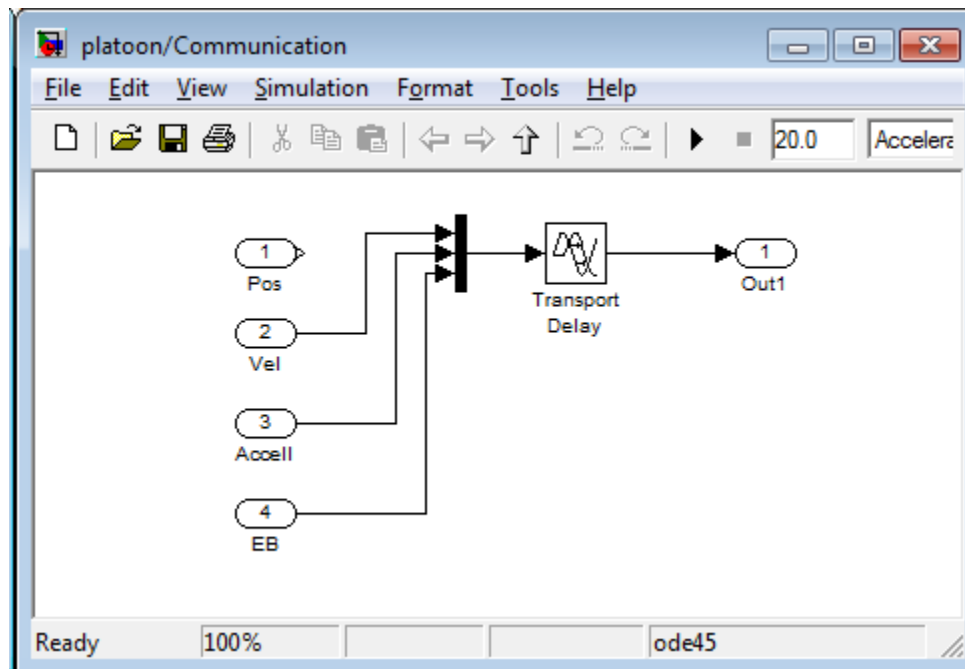 platoon/Communication
File Edit View Simulation Format Tools Help
20.0 Accelera
1
Pos
2
Vel
3
Accell
4
EB
Transport
Delay
1
Out1
Ready 100% ode45